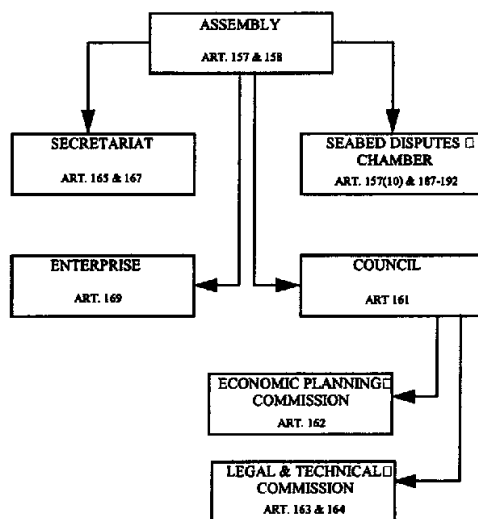 ASSEMBLY
ART. 157 & 158
SECRETARIAT
ART. 165 & 167
SEABED DISPUTES
CHAMBER
ART. 157(10) & 187-192
ENTERPRISE
ART. 169
COUNCIL
ART 161
ECONOMIC PLANNING
COMMISSION
ART. 162
LEGAL & TECHNICAL
COMMISSION
ART. 163 & 164